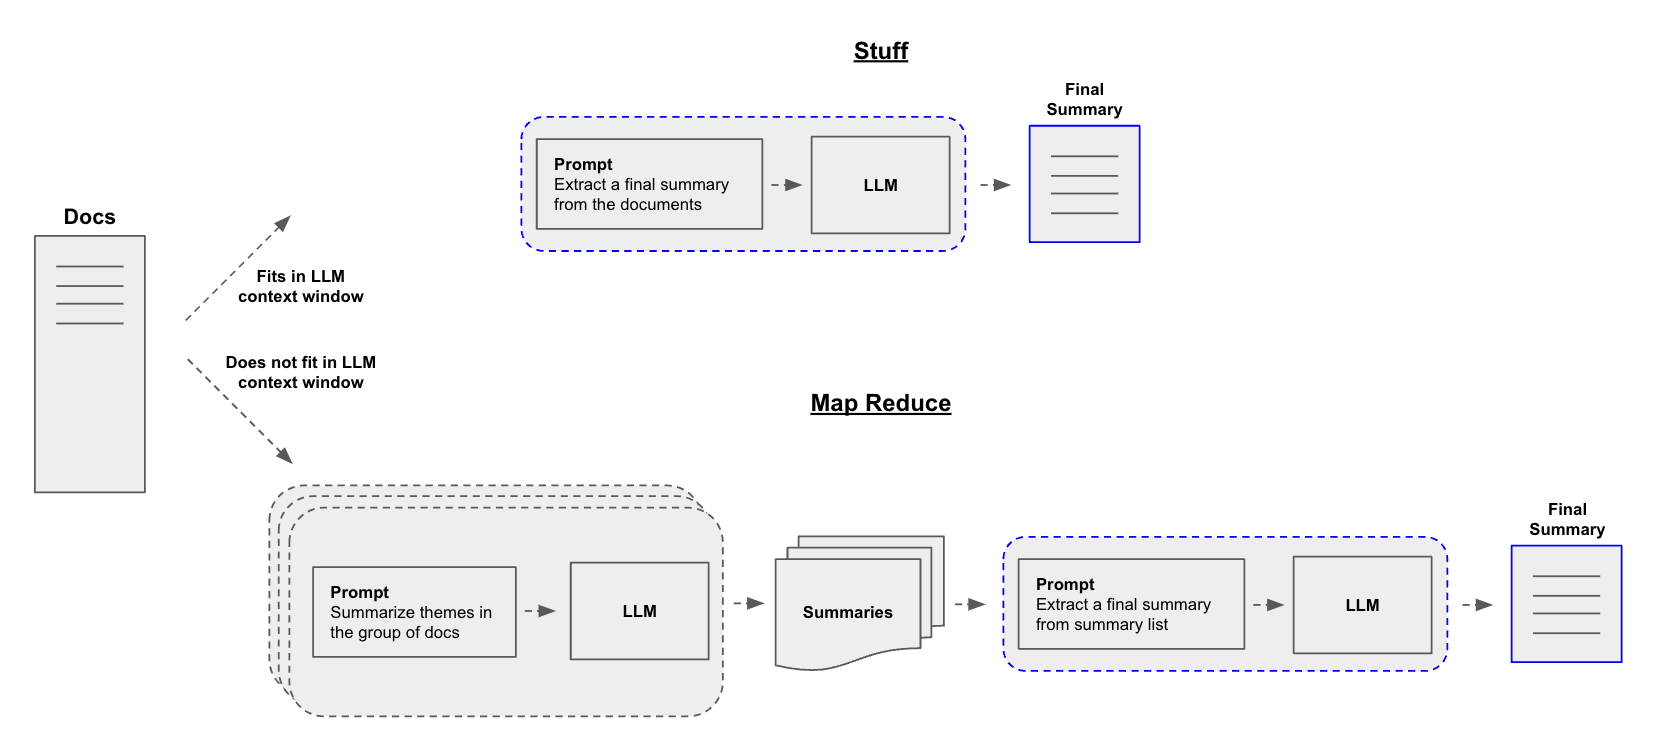 Stuff
Final
Summary
Prompt
Extract a final summary
from the documents
LLM
Docs
Fits in LLM
context window
Does not fit in LLM
context window
Map Reduce
Prompt
Summarize themes in
the group of docs
LLM
Summaries
Prompt
Extract a final summary
from summary list
LLM
Final
Summary